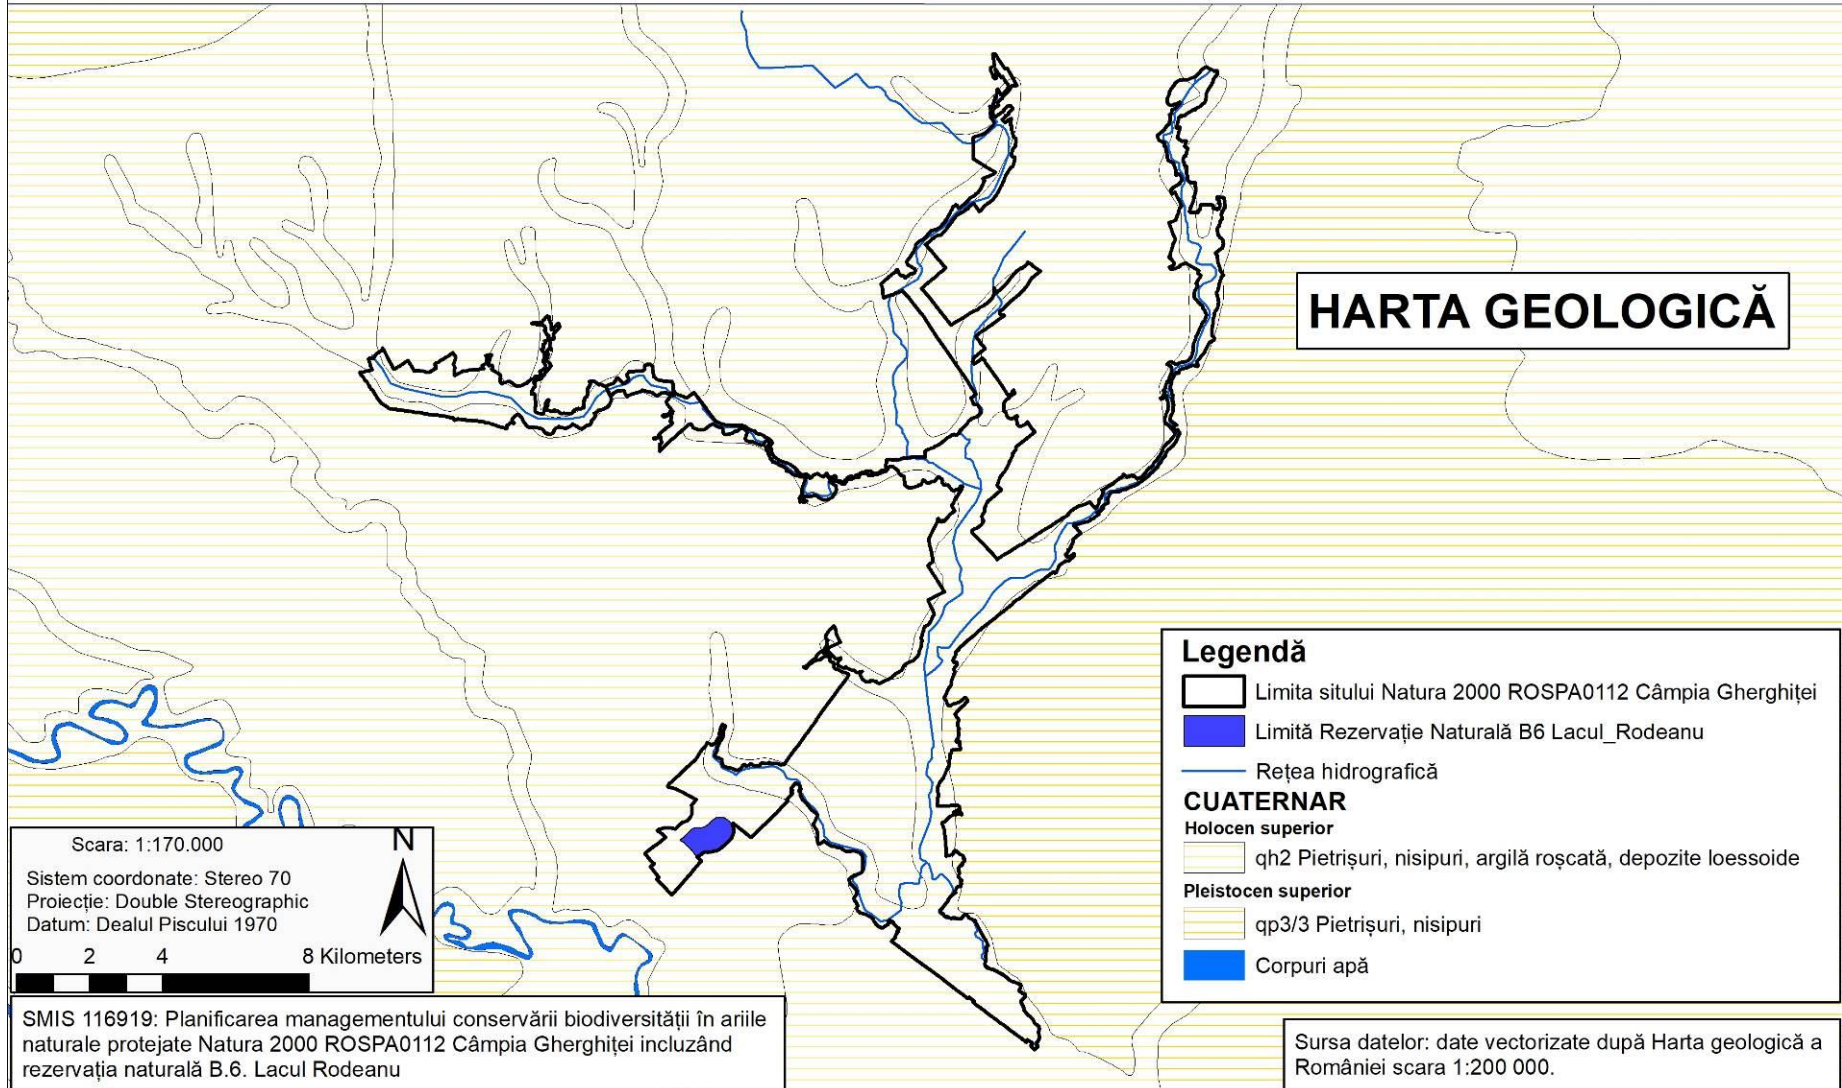 HARTA GEOLOGICĂ
Legendă
Limita sitului Natura 2000 ROSPA0112 Câmpia Gherghiței
Limită Rezervație Naturală B6 Lacul_Rodeanu
Rețea hidrografică
CUATERNAR
Holocen superior
qh2 Pietrișuri, nisipuri, argilă roșcată, depozite loessoide
Pleistocen superior
qp3/3 Pietrișuri, nisipuri
Corpuri apă
Scara: 1:170.000
N
Sistem coordonate: Stereo 70
Proiecție: Double Stereographic
Datum: Dealul Piscului 1970
0 2 4 8 Kilometers
SMIS 116919: Planificarea managementului conservării biodiversității în ariile
naturale protejate Natura 2000 ROSPA0112 Câmpia Gherghiței incluzând
rezervația naturală B.6. Lacul Rodeanu
Sursa datelor: date vectorizate după Harta geologică a
României scara 1:200 000.